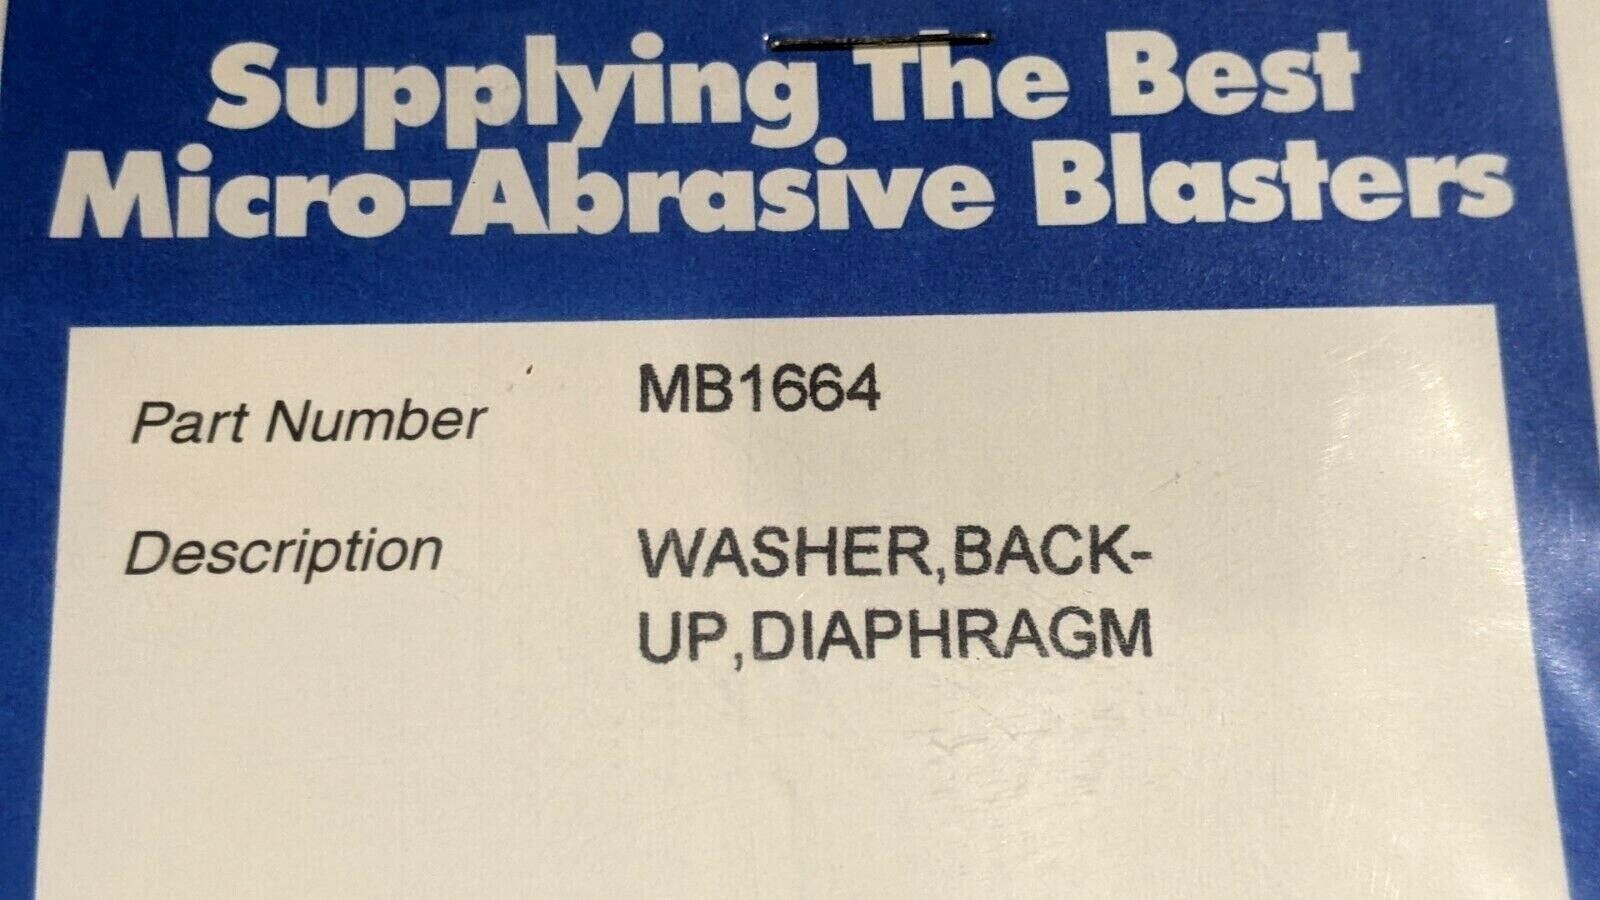 Supplying The Best
Micro-Abrasive Blasters
Part Number MB1664
Description WASHER,BACK-
UP,DIAPHRAGM